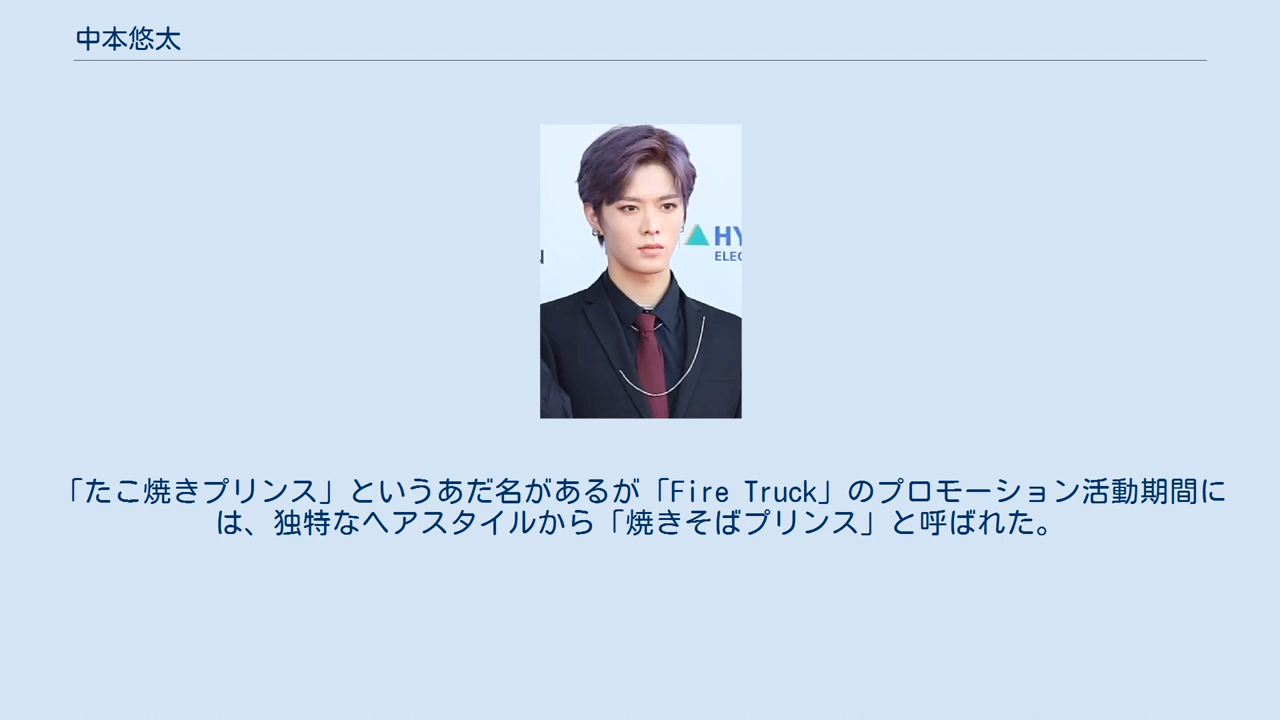 中本悠太
HY
ELEC
「たこ焼きプリンス」というあだ名があるが「Fire Truck」のプロモーション活動期間に
は、独特なヘアスタイルから「焼きそばプリンス」と呼ばれた。